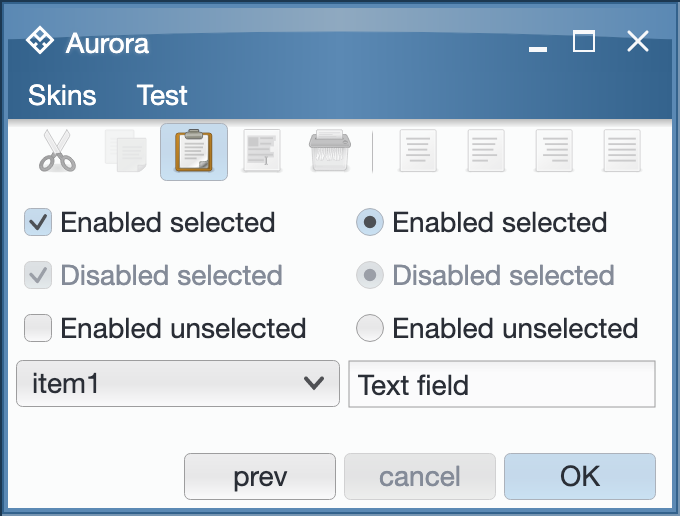 Aurora
Skins Test
Enabled selected Enabled selected
Disabled selected Disabled selected
Enabled unselected Enabled unselected
item1 Text field
prev cancel OK